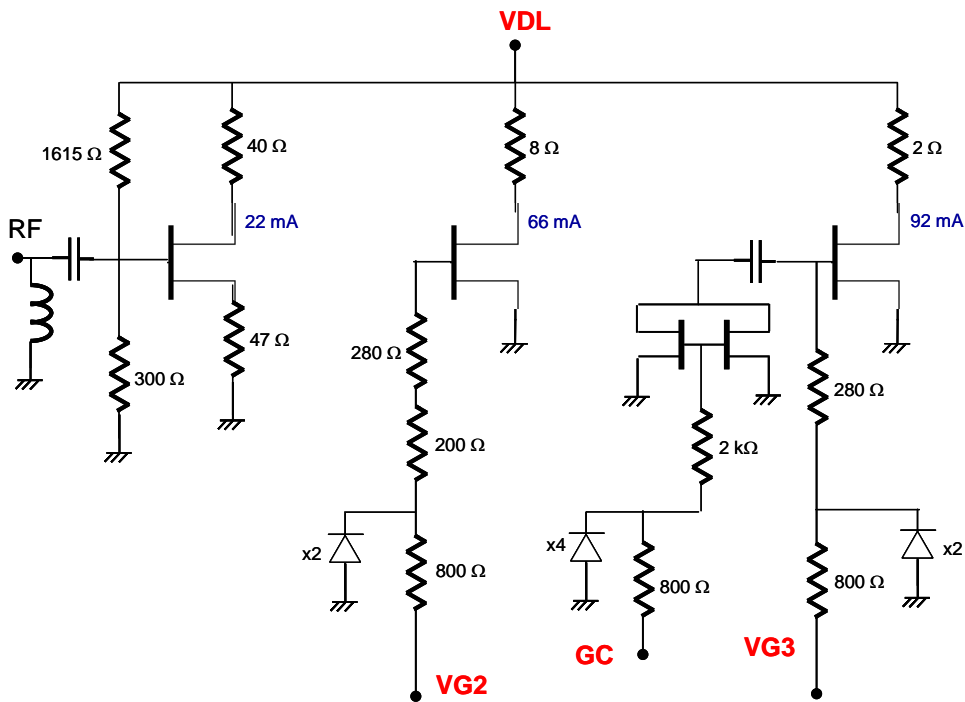 VDL
1615 Ω
40 Ω
8 Ω
2 Ω
22 mA
66 mA
92 mA
RF
47 Ω
300 Ω
280 Ω
280 Ω
200 Ω
2 kΩ
x2
x4
x2
800 Ω
800 Ω
800 Ω
GC
VG3
VG2